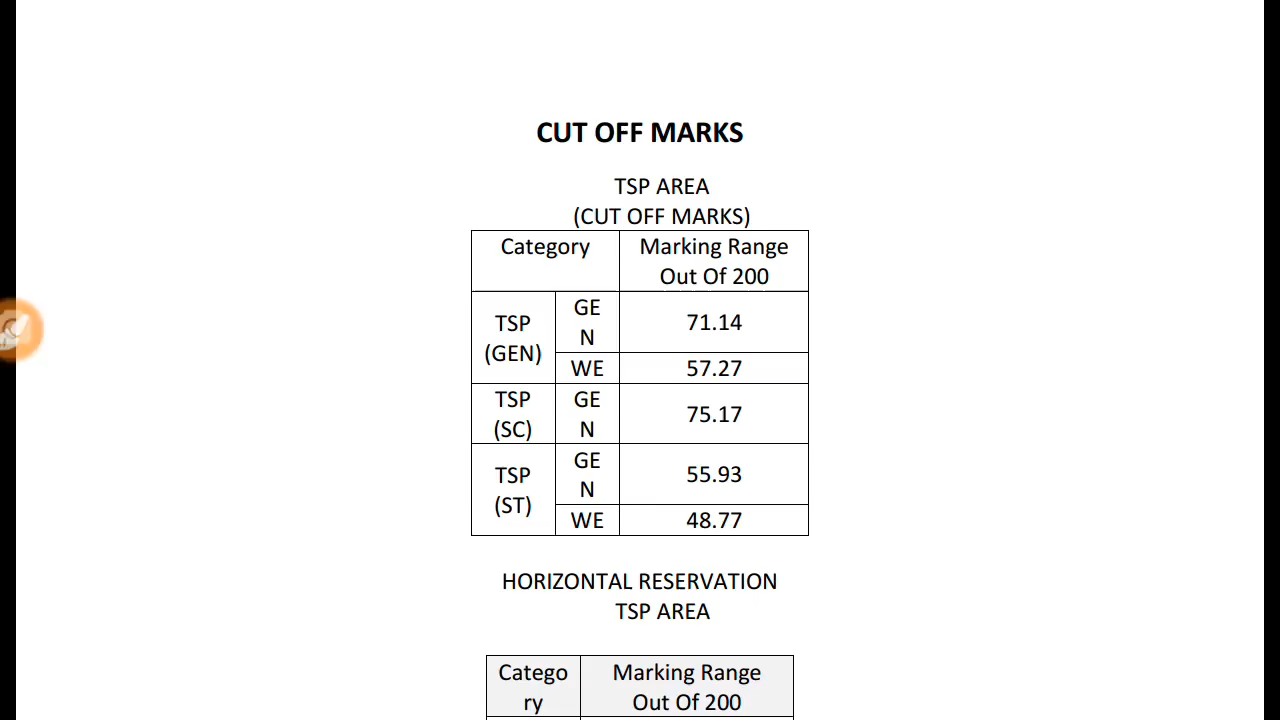 CUT OFF MARKS
TSP AREA
(CUT OFF MARKS)
Category
Marking Range
Out Of 200
TSP
(GEN)
GE
N
71.14
WE
57.27
TSP
(SC)
GE
N
75.17
TSP
(ST)
GE
N
55.93
WE
48.77
HORIZONTAL RESERVATION
TSP AREA
Catego
ry
Marking Range
Out Of 200